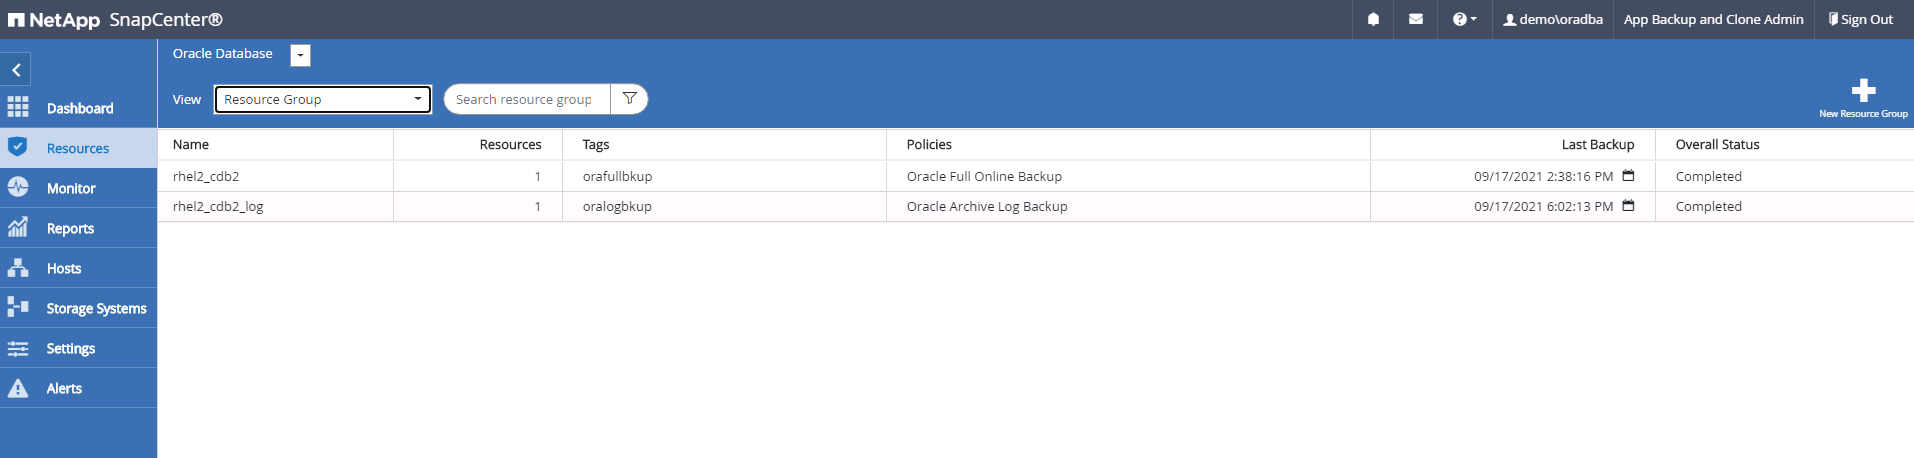 NetApp SnapCenter® demo\oradba App Backup and Clone Admin Sign Out
Oracle Database
View Resource Group Search resource group
New Resource Group
Dashboard
Resources
Monitor
Reports
Hosts
Storage Systems
Settings
Alerts
Name Resources Tags Policies Last Backup Overall Status
rhel2_cdb2 1 orafullbkup Oracle Full Online Backup 09/17/2021 2:38:16 PM Completed
rhel2_cdb2_log 1 oralogbkup Oracle Archive Log Backup 09/17/2021 6:02:13 PM Completed